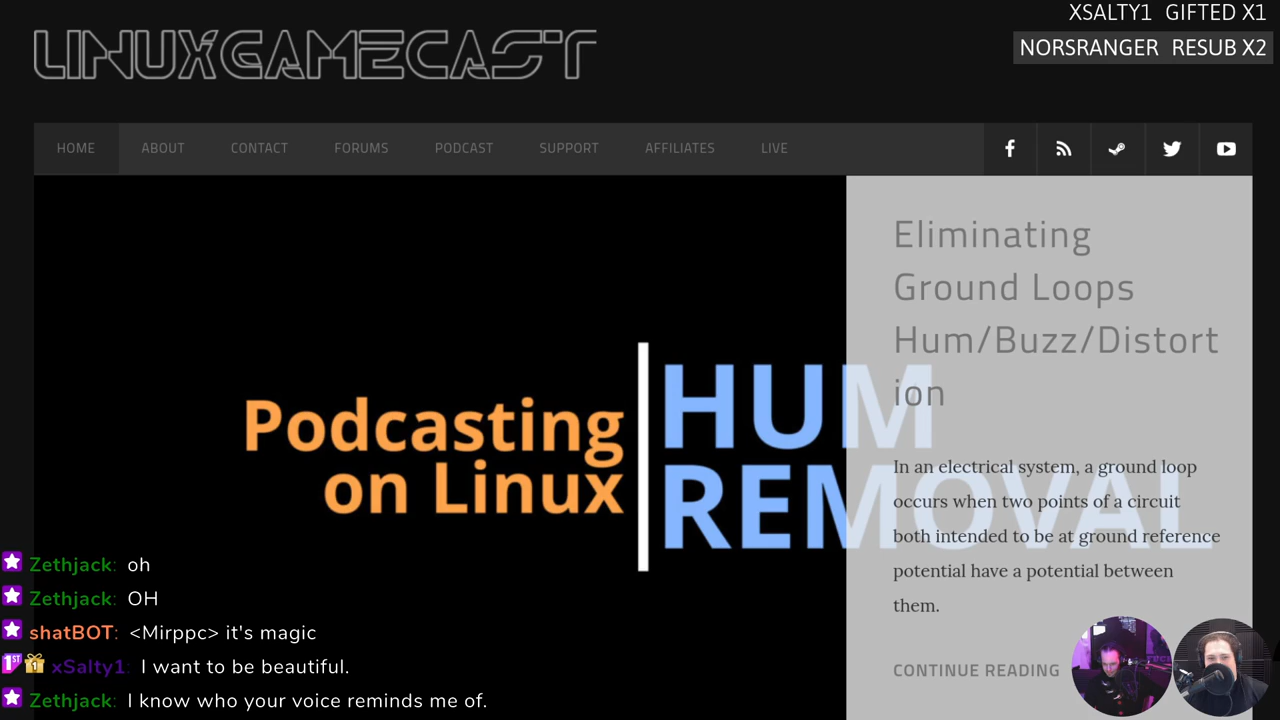 XSALTY1 GIFTED X1
NORSRANGER RESUB X2
LINUXGAMECAST
HOME ABOUT CONTACT FORUMS PODCAST SUPPORT AFFILIATES LIVE
Eliminating
Ground Loops
Hum/Buzz/Distort
ion
Podcasting
on Linux
HUM
REMOVAL
In an electrical system, a ground loop
occurs when two points of a circuit
both intended to be at ground reference
potential have a potential between
them.
CONTINUE READING
Zethjack: oh
Zethjack: OH
shatBOT: <Mirppc> it's magic
1ST 1 xSalty1: I want to be beautiful.
Zethjack: I know who your voice reminds me of.